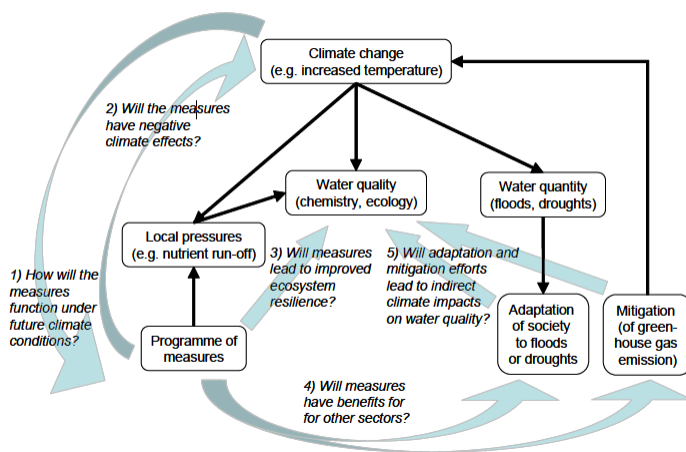 Climate change
(e.g. increased temperature)
2) Will the measures
have negative
climate effects?
Water quality
(chemistry, ecology)
Water quantity
(floods, droughts)
Local pressures
(e.g. nutrient run-off)
3) Will measures
lead to improved
ecosystem
resilience?
5) Will adaptation and
mitigation efforts
lead to indirect
climate impacts
on water quality?
1) How will the
measures
function under
future climate
conditions?
Programme of
measures
Adaptation
of society
to floods
or droughts
Mitigation
(of green-
house gas
emission)
4) Will measures
have benefits for
for other sectors?